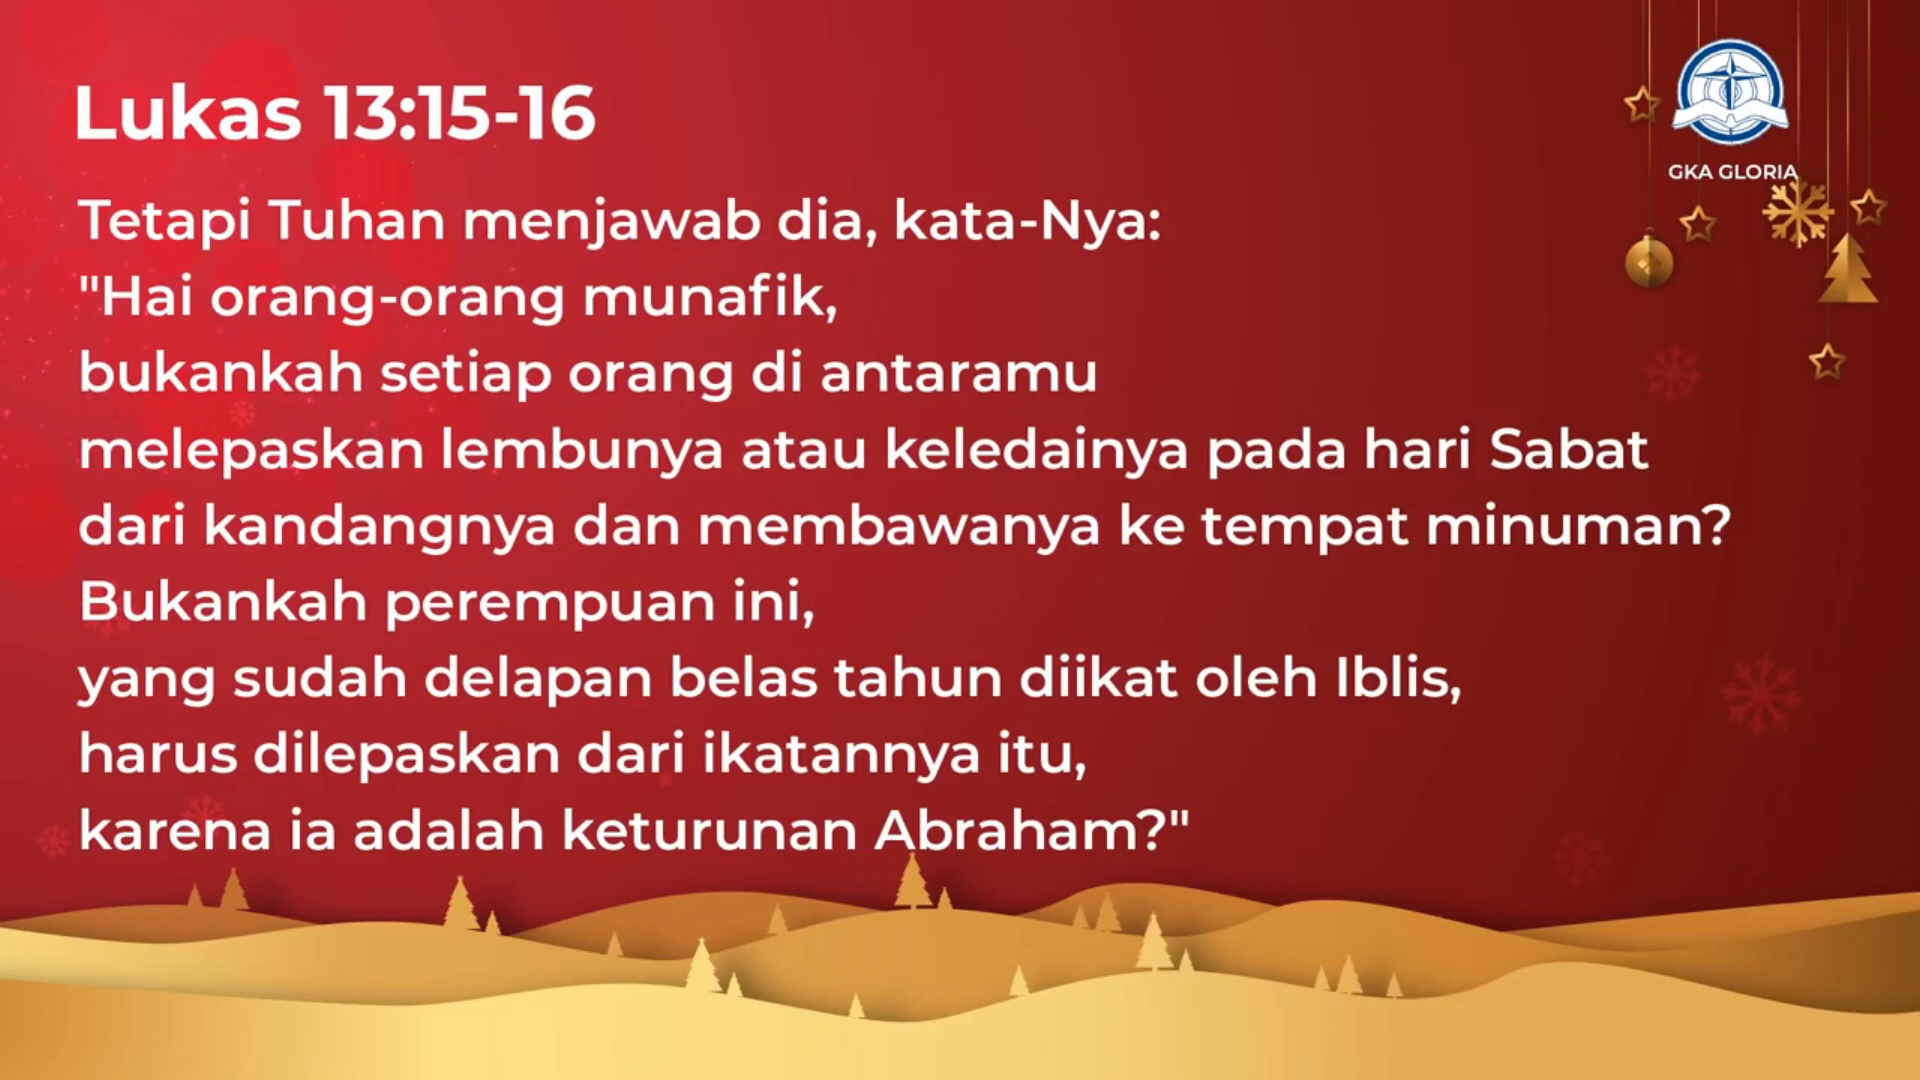 Lukas 13:15-16
GKA GLORIA
Tetapi Tuhan menjawab dia, kata-Nya:
"Hai orang-orang munafik,
bukankah setiap orang di antaramu
melepaskan lembunya atau keledainya pada hari Sabat
dari kandangnya dan membawanya ke tempat minuman?
Bukankah perempuan ini,
yang sudah delapan belas tahun diikat oleh Iblis,
harus dilepaskan dari ikatannya itu,
karena ia adalah keturunan Abraham?"